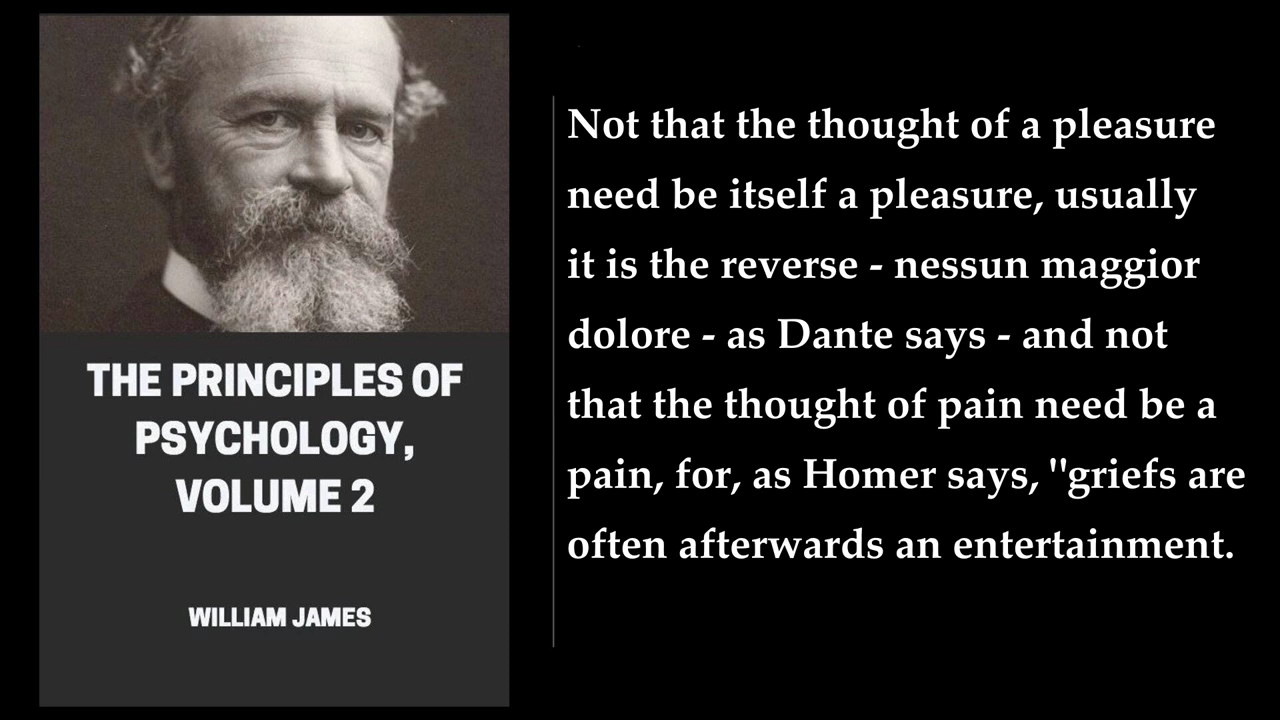 THE PRINCIPLES OF
PSYCHOLOGY,
VOLUME 2
WILLIAM JAMES
Not that the thought of a pleasure
need be itself a pleasure, usually
it is the reverse - nessun maggior
dolore - as Dante says - and not
that the thought of pain need be a
pain, for, as Homer says, "griefs are
often afterwards an entertainment.